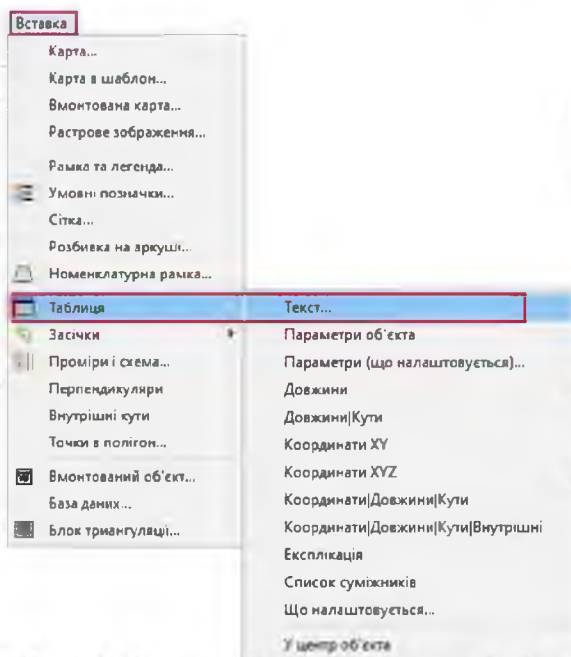 Вставка
Карта...
Карта в шаблон...
Вмонтована карта...
Растрове зображення...
Рамка та легенда...
Умовні позначки...
Сітка...
Розбивка на аркуші...
Номенклатурна рамка...
Таблиця
Засічки
Проміри і схема...
Перпендикуляри
Внутрішні кути
Точки в полігон...
Вмонтований об'єкт...
База даних...
Блок триангуляції...
Текст...
Параметри об'єкта
Параметри (що налаштовується)...
Довжини
Довжини|Кути
Координати XY
Координати XYZ
Координати|Довжини|Кути
Координати|Довжини|Кути|Внутрішні
Експлікація
Список суміжників
Що налаштовується...
У центр об'єкта